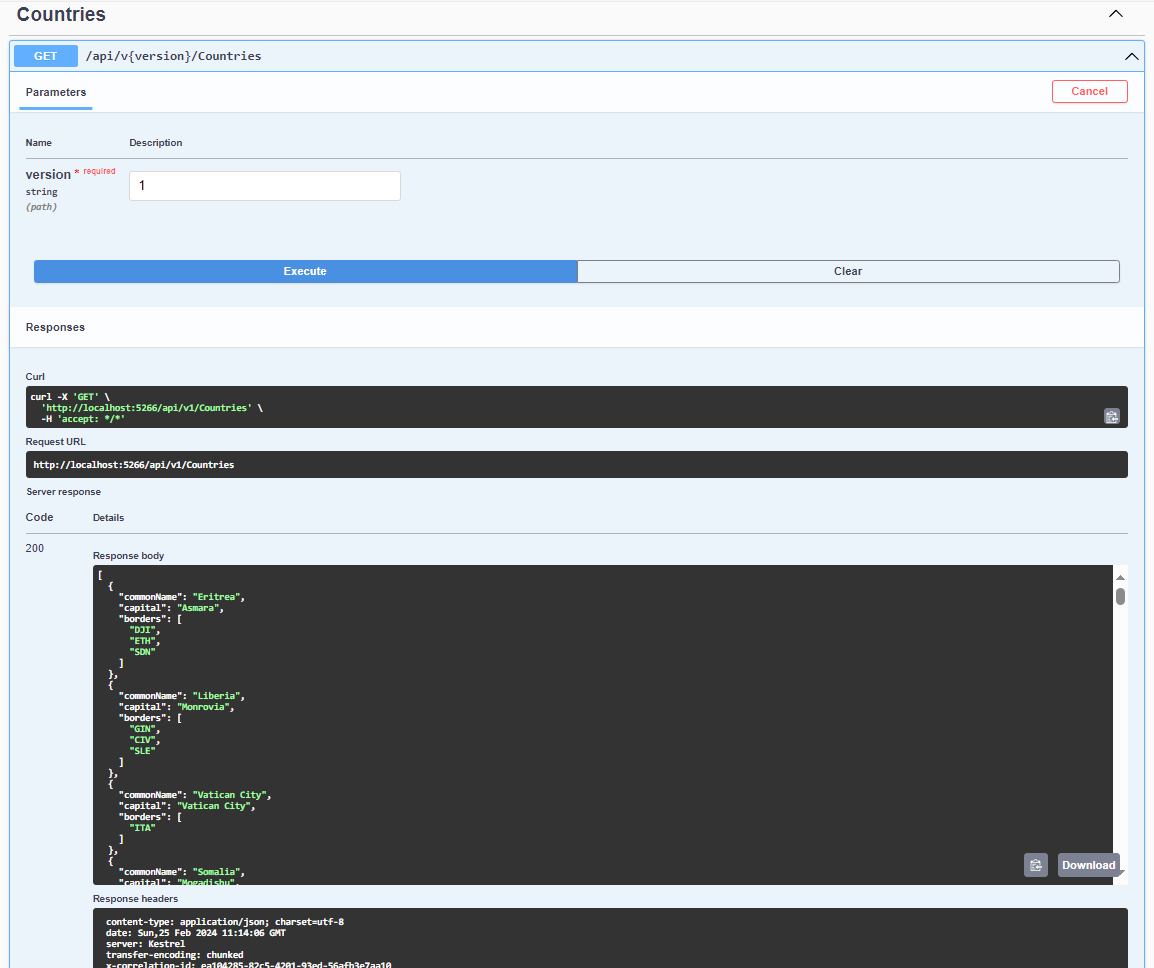 Countries
GET /api/v{version}/Countries
Parameters
Cancel
Name Description
version * required
string
(path)
1
Execute Clear
Responses
Curl
curl -X 'GET' \
'http://localhost:5266/api/v1/Countries' \
-H 'accept: */*'
Request URL
http://localhost:5266/api/v1/Countries
Server response
Code Details
200
Response body
[
{
"commonName": "Eritrea",
"capital": "Asmara",
"borders": [
"DJI",
"ETH",
"SDN"
]
},
{
"commonName": "Liberia",
"capital": "Monrovia",
"borders": [
"GIN",
"CIV",
"SLE"
]
},
{
"commonName": "Vatican City",
"capital": "Vatican City",
"borders": [
"ITA"
]
},
{
"commonName": "Somalia",
"capital": "Mogadishu",
Download
Response headers
content-type: application/json; charset=utf-8
date: Sun,25 Feb 2024 11:14:06 GMT
server: Kestrel
transfer-encoding: chunked
x-correlation-id: ea104285-82c5-4201-93ed-56afb3e7aa10